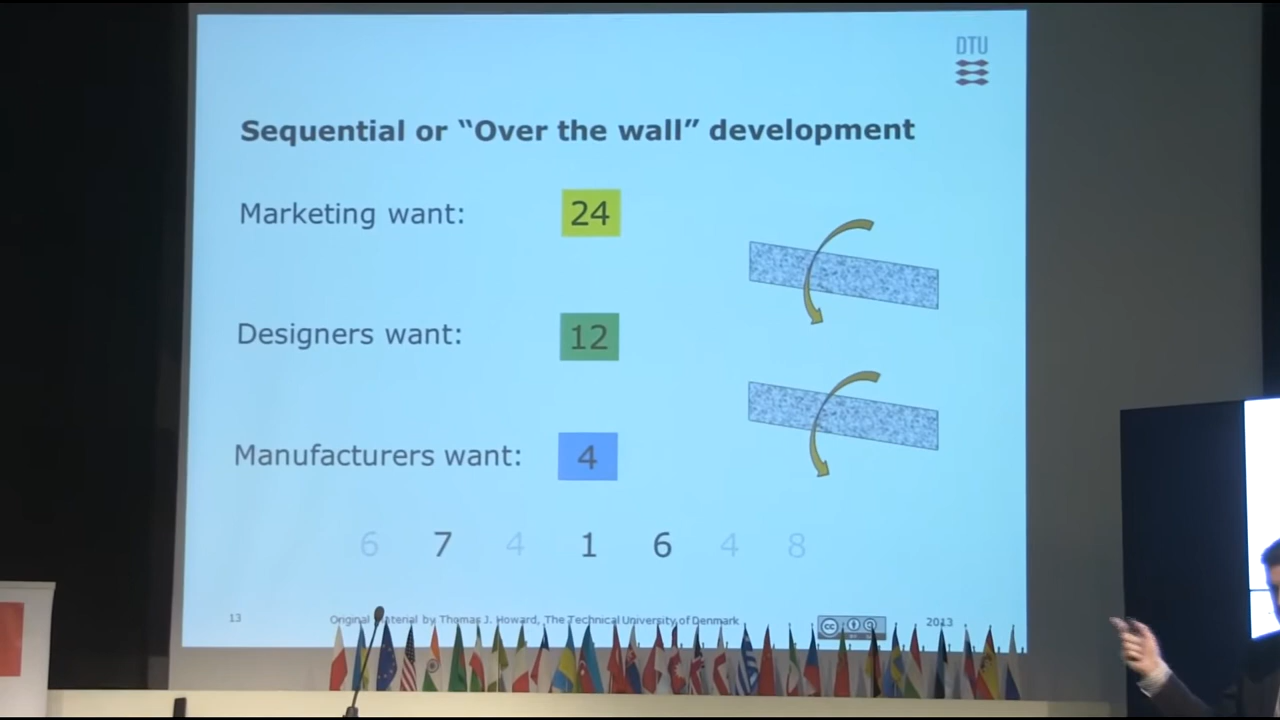 DTU
Sequential or “Over the wall” development
Marketing want: 24
Designers want: 12
Manufacturers want: 4
6 7 4 1 6 4 8
13 Original Material by Thomas J. Howard, The Technical University of Denmark cc 2013